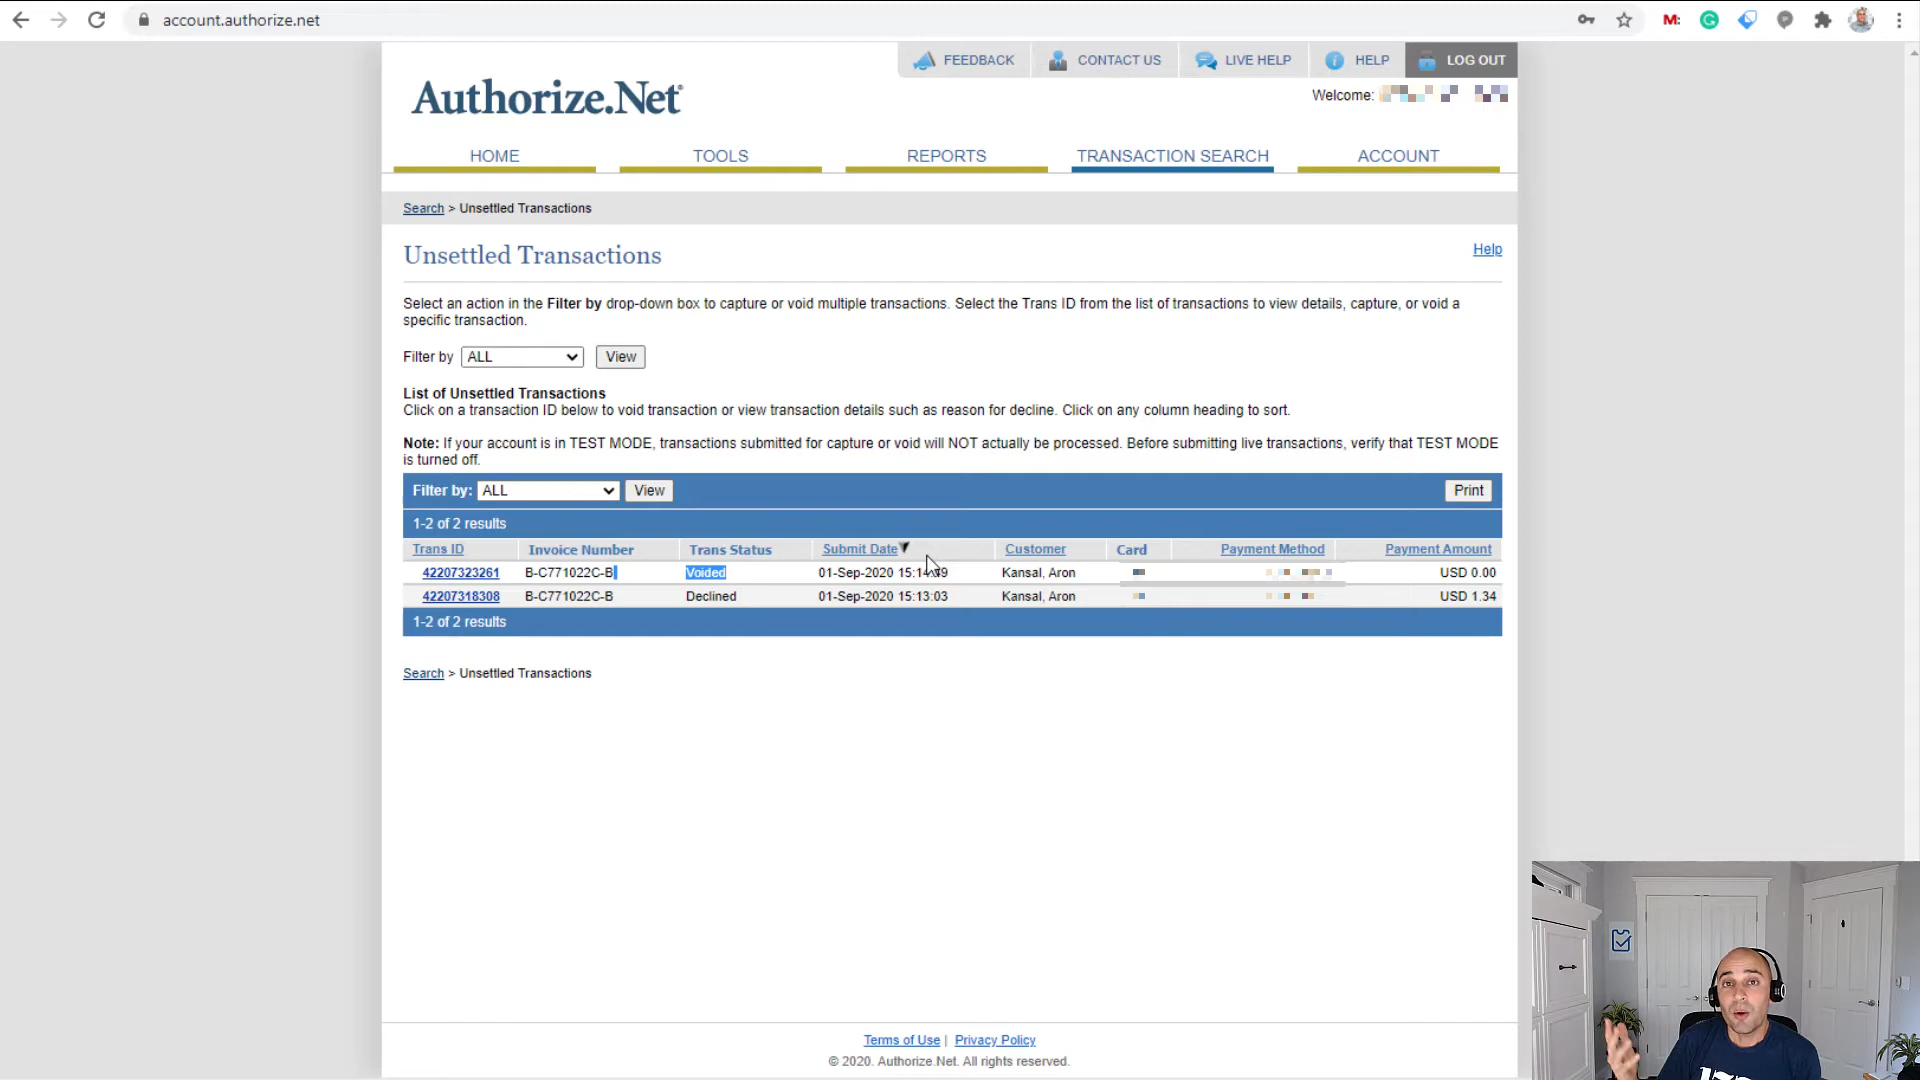 account.authorize.net
M:
FEEDBACK CONTACT US LIVE HELP HELP LOG OUT
Authorize.Net
Welcome:
HOME TOOLS REPORTS TRANSACTION SEARCH ACCOUNT
Search > Unsettled Transactions
Unsettled Transactions
Help
Select an action in the Filter by drop-down box to capture or void multiple transactions. Select the Trans ID from the list of transactions to view details, capture, or void a
specific transaction.
Filter by ALL View
List of Unsettled Transactions
Click on a transaction ID below to void transaction or view transaction details such as reason for decline. Click on any column heading to sort.
Note: If your account is in TEST MODE, transactions submitted for capture or void will NOT actually be processed. Before submitting live transactions, verify that TEST MODE
is turned off.
Filter by: ALL View Print
1-2 of 2 results
Trans ID Invoice Number Trans Status Submit Date Customer Card Payment Method Payment Amount
42207323261 B-C771022C-B Voided 01-Sep-2020 Kansal, Aron USD 0.00
42207318308 B-C771022C-B Declined 01-Sep-2020 15:13:03 Kansal, Aron USD 1.34
1-2 of 2 results
Search > Unsettled Transactions
Terms of Use | Privacy Policy
© 2020. Authorize.Net. All rights reserved.